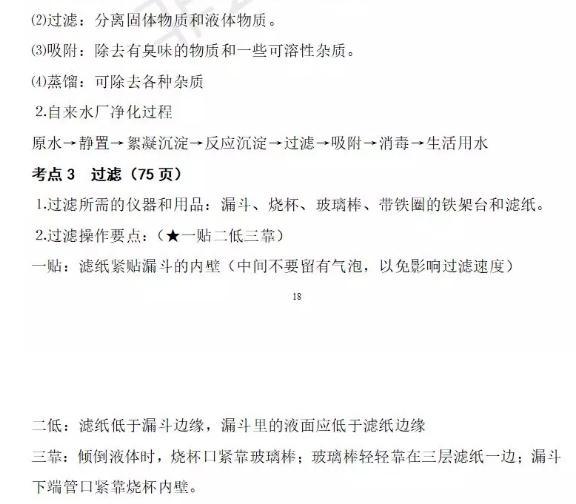 ⑵过滤：分离固体物质和液体物质。
⑶吸附：除去有臭味的物质和一些可溶性杂质。
⑷蒸馏：可除去各种杂质
⒉自来水厂净化过程
原水→静置→絮凝沉淀→反应沉淀→过滤→吸附→消毒→生活用水
考点 3 过滤（75 页）
⒈过滤所需的仪器和用品：漏斗、烧杯、玻璃棒、带铁圈的铁架台和滤纸。
⒉过滤操作要点：（★一贴二低三靠）
一贴：滤纸紧贴漏斗的内壁（中间不要留有气泡，以免影响过滤速度）
18
二低：滤纸低于漏斗边缘，漏斗里的液面应低于滤纸边缘
三靠：倾倒液体时，烧杯口紧靠玻璃棒；玻璃棒轻轻靠在三层滤纸一边；漏斗
下端管口紧靠烧杯内壁。